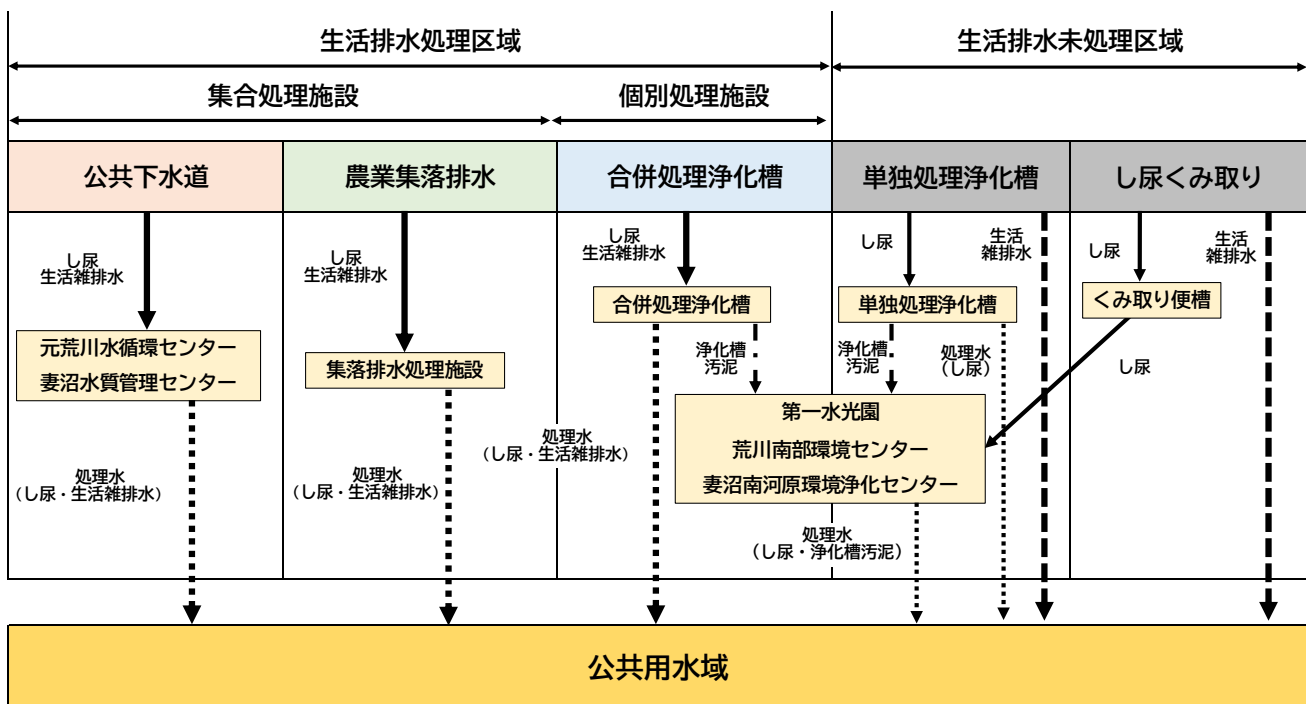 生活排水処理区域
生活排水未処理区域
集合処理施設
個別処理施設
公共下水道
農業集落排水
合併処理浄化槽
単独処理浄化槽
し尿くみ取り
し尿
生活雑排水
元荒川水循環センター
妻沼水質管理センター
処理水
（し尿・生活雑排水）
し尿
生活雑排水
集落排水処理施設
処理水
（し尿・生活雑排水）
し尿
生活雑排水
合併処理浄化槽
浄化槽
汚泥
処理水
（し尿・生活雑排水）
し尿
生活
雑排水
単独処理浄化槽
浄化槽
汚泥
処理水
（し尿）
し尿
生活
雑排水
くみ取り便槽
し尿
第一水光園
荒川南部環境センター
妻沼南河原環境浄化センター
処理水
（し尿・浄化槽汚泥）
公共用水域